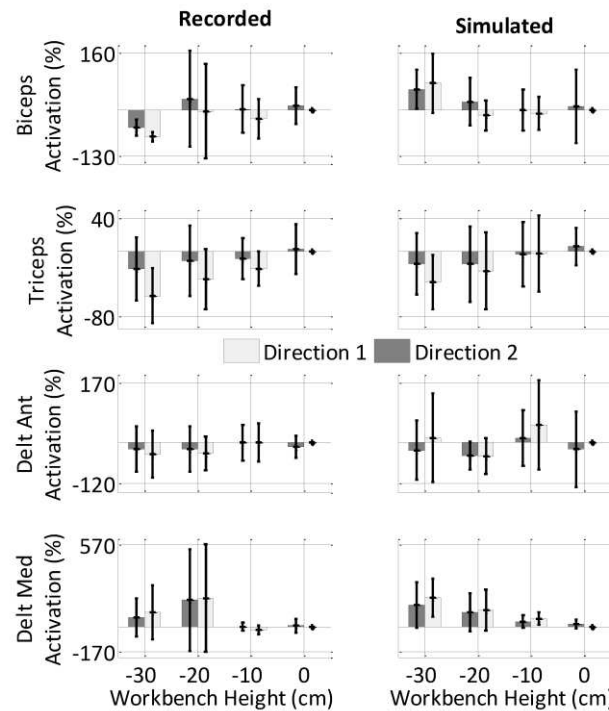 Recorded
Simulated
Biceps
Activation (%)
160
-130
Triceps
Activation (%)
40
-80
Direction 1
Direction 2
Delt Ant
Activation (%)
170
-120
Delt Med
Activation (%)
570
-170
-30 -20 -10 0
-30 -20 -10 0
Workbench Height (cm)
Workbench Height (cm)